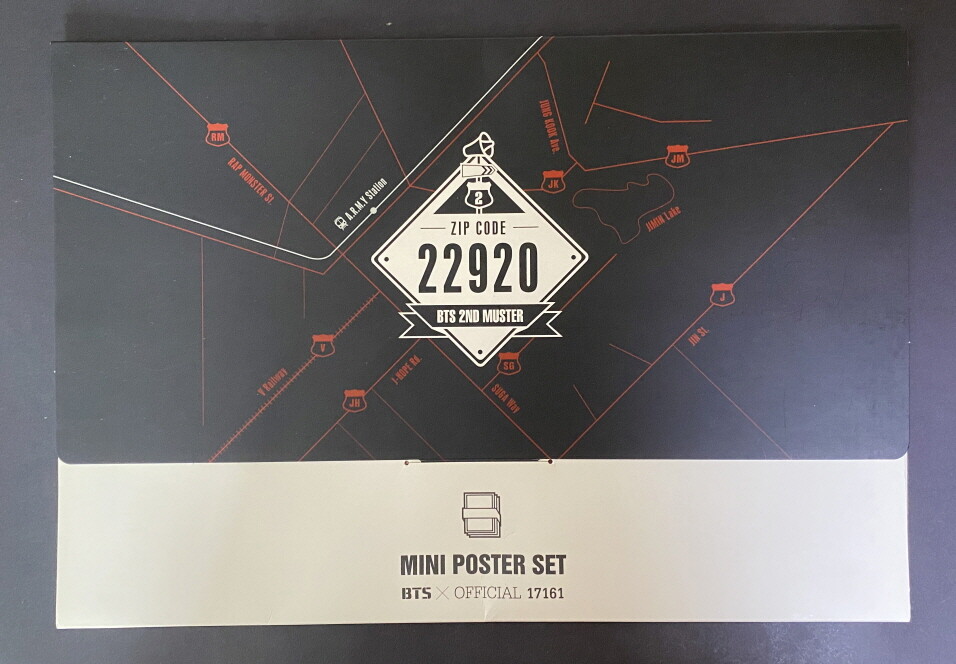 RM
RAP MONSTER St.
A.R.M.Y Station
JUNG KOOK Ave.
JK
JM
JIMIN Lake
2
ZIP CODE
22920
BTS 2ND MUSTER
J
JIN St.
V
V Railway
JH
J-HOPE Rd.
SG
SUGA Way
MINI POSTER SET
BTS × OFFICIAL 17161